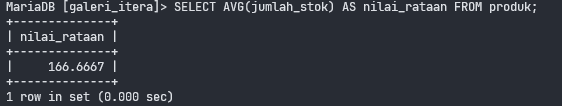 MariaDB [galeri_itera]> SELECT AVG(jumlah_stok) AS nilai_rataan FROM produk;
+--------------+
| nilai_rataan |
+--------------+
|     166.6667 |
+--------------+
1 row in set (0.000 sec)